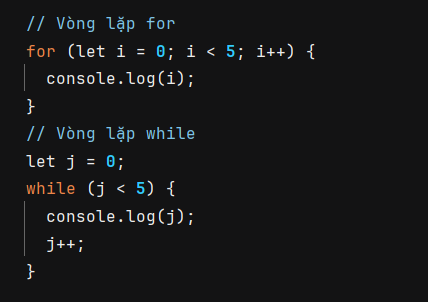 // Vòng lặp for
for (let i = 0; i < 5; i++) {
  console.log(i);
}
// Vòng lặp while
let j = 0;
while (j < 5) {
  console.log(j);
  j++;
}